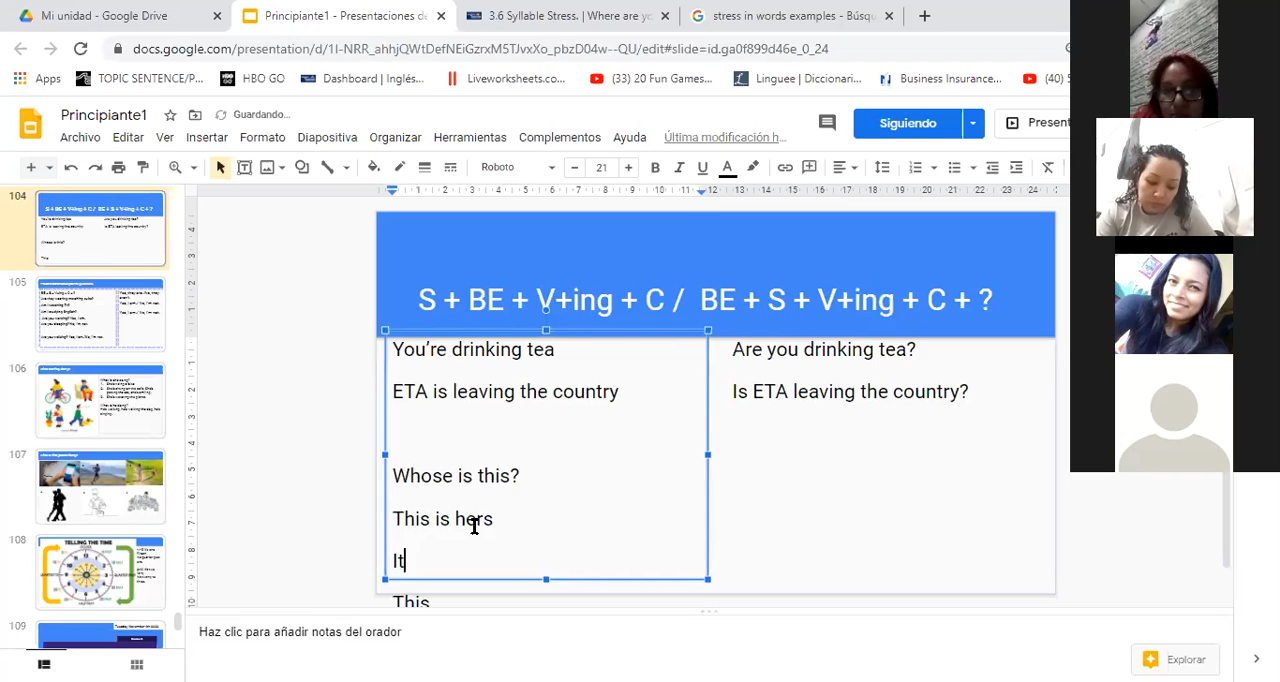 Mi unidad - Google Drive
Principiante1 - Presentaciones de
3.6 Syllable Stress. | Where are yo
stress in words examples - Búsqu
docs.google.com/presentation/d/1I-NRR_ahhjQWtDefNEiGzrxM5TJvxXo_pbzD04w--QU/edit#slide=id.ga0f899d46e_0_24
Apps
TOPIC SENTENCE/P...
HBO GO
Dashboard | Inglés...
Liveworksheets.co...
(33) 20 Fun Games...
Linguee | Diccionari...
Business Insurance...
(40) 5
Principiante1
Guardando...
Archivo Editar Ver Insertar Formato Diapositiva Organizar Herramientas Complementos Ayuda Última modificación h...
Siguiendo
Present
Roboto
21
104
105
106
107
108
TELLING THE TIME
109
S + BE + V+ing + C / BE + S + V+ing + C + ?
You're drinking tea
Are you drinking tea?
ETA is leaving the country
Is ETA leaving the country?
Whose is this?
This is hers
It
This
Haz clic para añadir notas del orador
Explorar